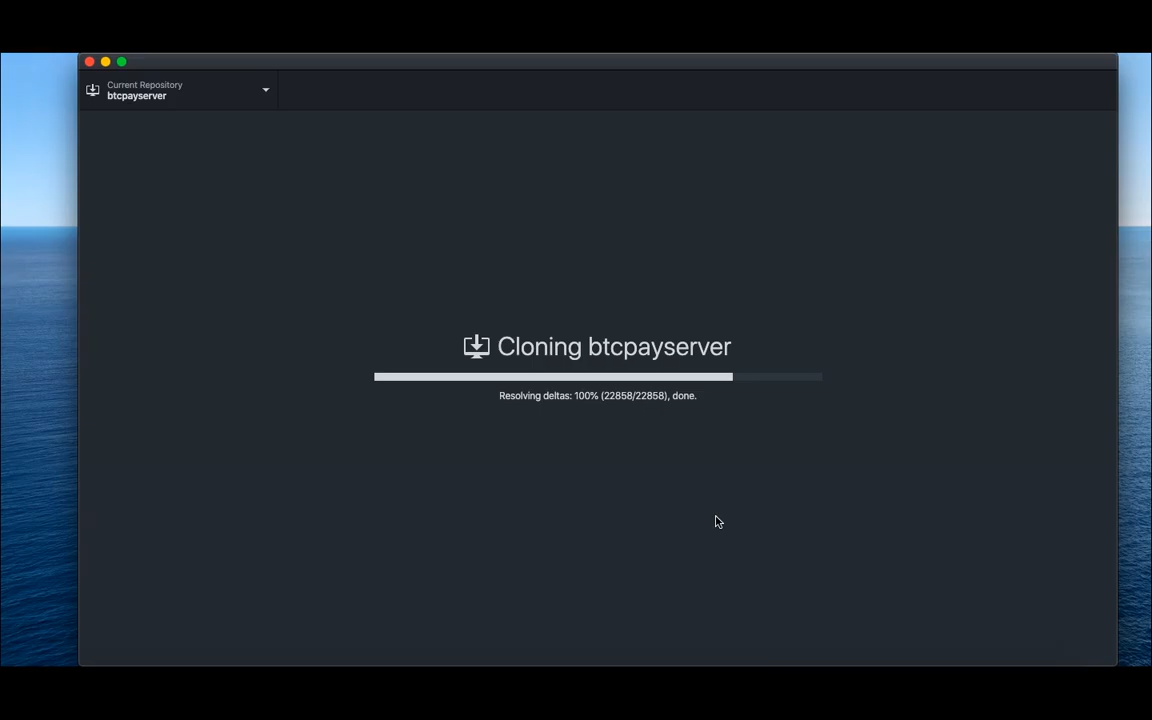 Current Repository
btcpayserver
Cloning btcpayserver
Resolving deltas: 100% (22858/22858), done.